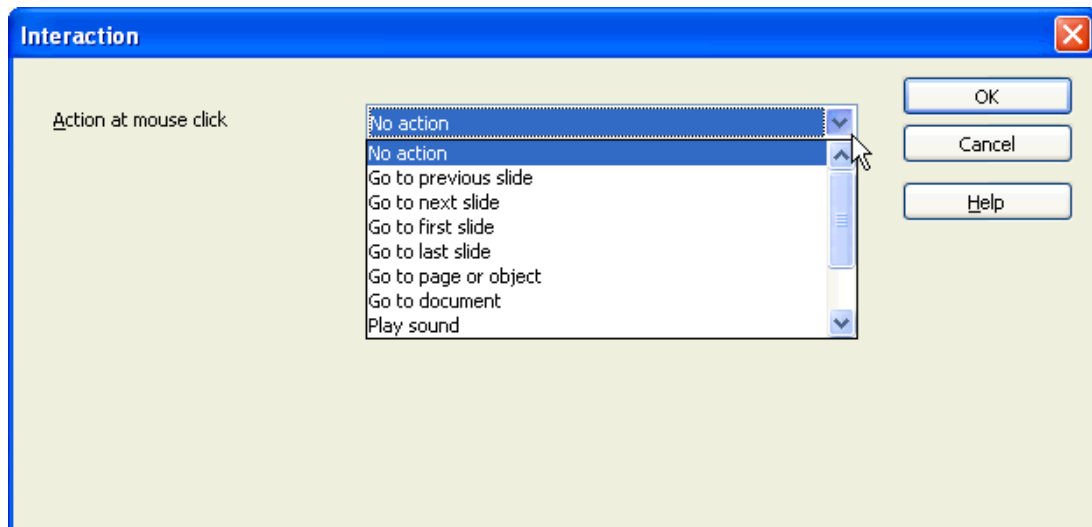 Interaction
Action at mouse click
No action
No action
Go to previous slide
Go to next slide
Go to first slide
Go to last slide
Go to page or object
Go to document
Play sound
OK
Cancel
Help